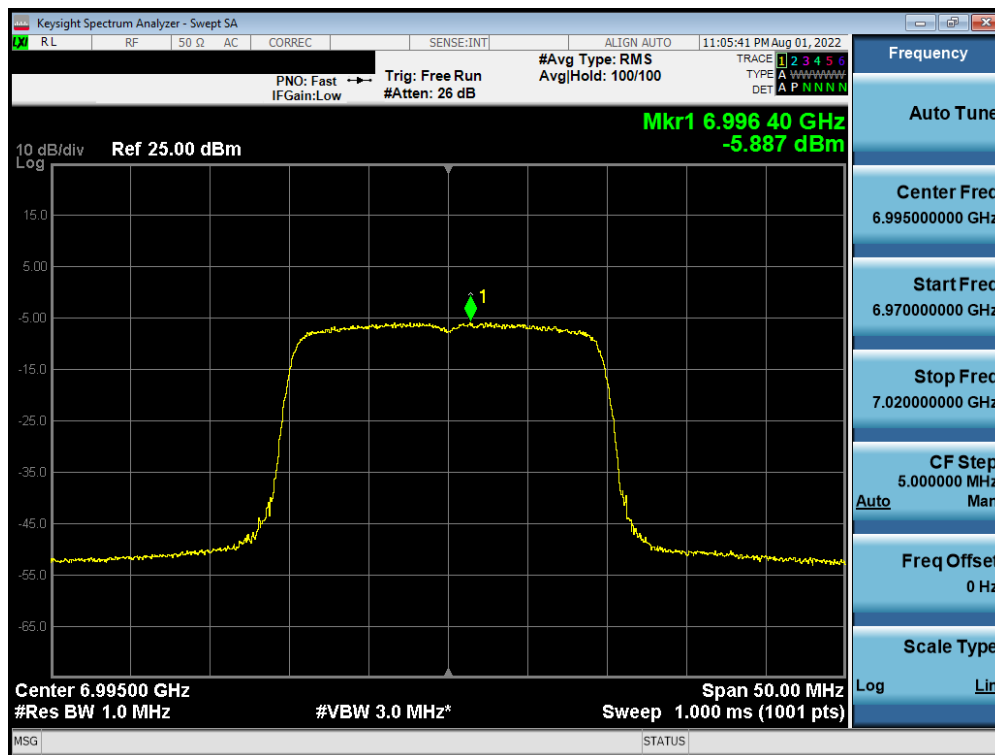 Keysight Spectrum Analyzer - Swept SA
LXI RL RF 50 Ω AC CORREC SENSE:INT ALIGN AUTO 11:05:41 PM Aug 01, 2022
PNO: Fast
IFGain:Low
Trig: Free Run
#Atten: 26 dB
#Avg Type: RMS
Avg|Hold: 100/100
TRACE 1 2 3 4 5 6
TYPE A WWWWW
DET A P N N N N
Mkr1 6.996 40 GHz
-5.887 dBm
10 dB/div
Log
Ref 25.00 dBm
15.0
5.00
-5.00
-15.0
-25.0
-35.0
-45.0
-55.0
-65.0
1
Center 6.99500 GHz
Span 50.00 MHz
#Res BW 1.0 MHz
#VBW 3.0 MHz*
Sweep 1.000 ms (1001 pts)
MSG
STATUS
Frequency
Auto Tune
Center Freq
6.995000000 GHz
Start Freq
6.970000000 GHz
Stop Freq
7.020000000 GHz
CF Step
5.000000 MHz
Auto Man
Freq Offset
0 Hz
Scale Type
Log Lin